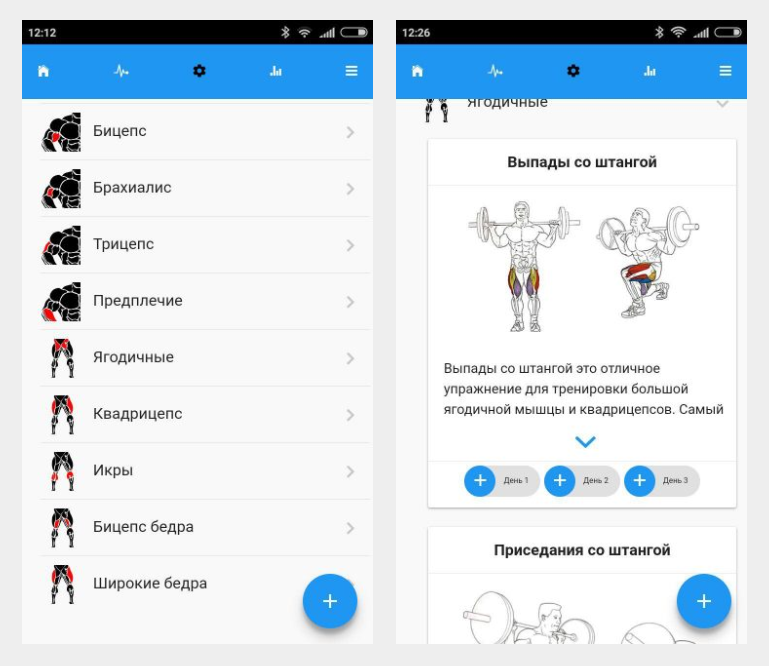 12:12
Бицепс
Брахиалис
Трицепс
Предплечие
Ягодичные
Квадрицепс
Икры
Бицепс бедра
Широкие бедра
12:26
Ягодичные
Выпады со штангой
Выпады со штангой это отличное
упражнение для тренировки большой
ягодичной мышцы и квадрицепсов. Самый
День 1
День 2
День 3
Приседания со штангой